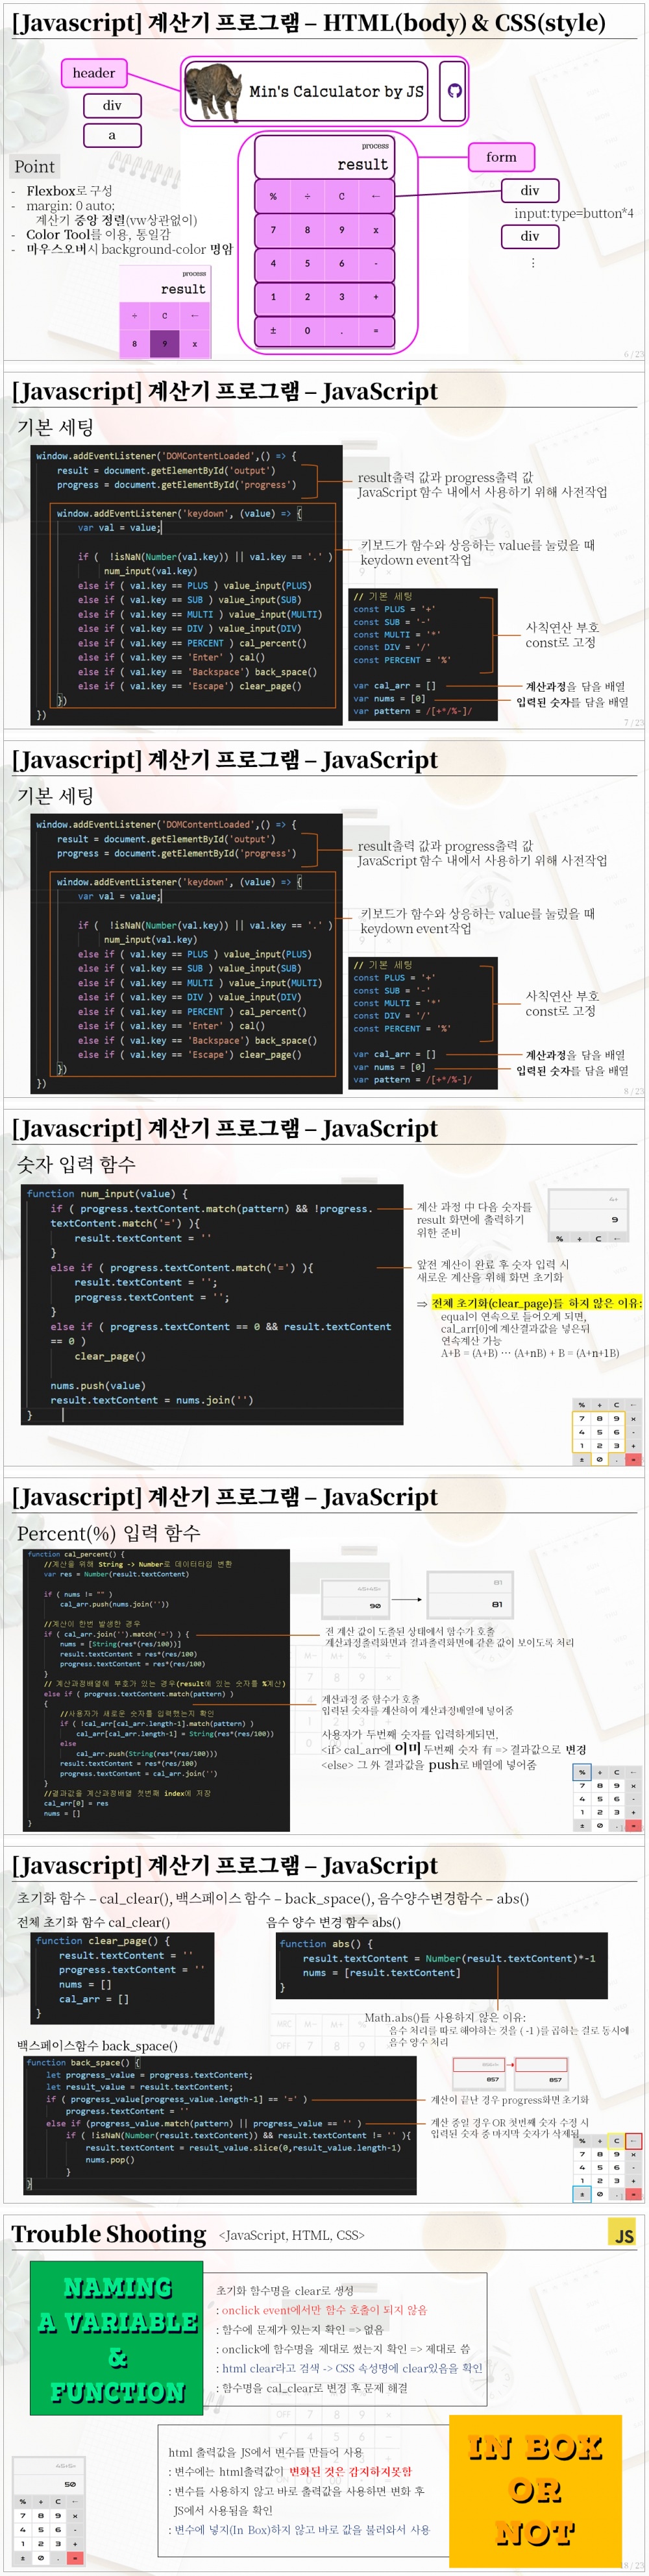 [Javascript] 계산기 프로그램 – HTML(body) & CSS(style)
header
div
a
Min's Calculator by JS
Point
- Flexbox로 구성
- margin: 0 auto;
계산기 중앙 정렬(vw상관없이)
- Color Tool를 이용, 통일감
- 마우스오버시 background-color 명암
process
result
% ÷ C ←
7 8 9 x
4 5 6 -
1 2 3 +
± 0 . =
form
div
input:type=button*4
div
⋮
process
result
÷ C ←
8 9 x
6 / 23
[Javascript] 계산기 프로그램 – JavaScript
기본 세팅
window.addEventListener('DOMContentLoaded',() => {
result = document.getElementById('output')
progress = document.getElementById('progress')
window.addEventListener('keydown', (value) => {
var val = value;
if ( !isNaN(Number(val.key)) || val.key == '.' )
num_input(val.key)
else if ( val.key == PLUS ) value_input(PLUS)
else if ( val.key == SUB ) value_input(SUB)
else if ( val.key == MULTI ) value_input(MULTI)
else if ( val.key == DIV ) value_input(DIV)
else if ( val.key == PERCENT ) cal_percent()
else if ( val.key == 'Enter' ) cal()
else if ( val.key == 'Backspace') back_space()
else if ( val.key == 'Escape') clear_page()
})
})
result출력 값과 progress출력 값
JavaScript 함수 내에서 사용하기 위해 사전작업
키보드가 함수와 상응하는 value를 눌렀을 때
keydown event작업
// 기본 세팅
const PLUS = '+'
const SUB = '-'
const MULTI = '*'
const DIV = '/'
const PERCENT = '%'
var cal_arr = []
var nums = [0]
var pattern = /[+*/%-]/
사칙연산 부호
const로 고정
계산과정을 담을 배열
입력된 숫자를 담을 배열
7 / 23
[Javascript] 계산기 프로그램 – JavaScript
기본 세팅
window.addEventListener('DOMContentLoaded',() => {
result = document.getElementById('output')
progress = document.getElementById('progress')
window.addEventListener('keydown', (value) => {
var val = value;
if ( !isNaN(Number(val.key)) || val.key == '.' )
num_input(val.key)
else if ( val.key == PLUS ) value_input(PLUS)
else if ( val.key == SUB ) value_input(SUB)
else if ( val.key == MULTI ) value_input(MULTI)
else if ( val.key == DIV ) value_input(DIV)
else if ( val.key == PERCENT ) cal_percent()
else if ( val.key == 'Enter' ) cal()
else if ( val.key == 'Backspace') back_space()
else if ( val.key == 'Escape') clear_page()
})
})
result출력 값과 progress출력 값
JavaScript 함수 내에서 사용하기 위해 사전작업
키보드가 함수와 상응하는 value를 눌렀을 때
keydown event작업
// 기본 세팅
const PLUS = '+'
const SUB = '-'
const MULTI = '*'
const DIV = '/'
const PERCENT = '%'
var cal_arr = []
var nums = [0]
var pattern = /[+*/%-]/
사칙연산 부호
const로 고정
계산과정을 담을 배열
입력된 숫자를 담을 배열
8 / 23
[Javascript] 계산기 프로그램 – JavaScript
숫자 입력 함수
function num_input(value) {
if ( progress.textContent.match(pattern) && !progress.
textContent.match('=') ){
result.textContent = ''
}
else if ( progress.textContent.match('=') ){
result.textContent = '';
progress.textContent = '';
}
else if ( progress.textContent == 0 && result.textContent
== 0 )
clear_page()
nums.push(value)
result.textContent = nums.join('')
}
계산 과정 中 다음 숫자를
result 화면에 출력하기
위한 준비
9
% ÷ C ←
앞전 계산이 완료 후 숫자 입력 시
새로운 계산을 위해 화면 초기화
⇒ 전체 초기화(clear_page)를 하지 않은 이유:
equal이 연속으로 들어오게 되면,
cal_arr[0]에 계산결과값을 넣은뒤
연속계산 가능
A+B = (A+B) ··· (A+nB) + B = (A+n+1B)
% ÷ C ←
7 8 9 x
4 5 6 -
1 2 3 +
± 0 . =
[Javascript] 계산기 프로그램 – JavaScript
Percent(%) 입력 함수
function cal_percent() {
//계산을 위해 String -> Number로 데이터타입 변환
var res = Number(result.textContent)
if ( nums != "" )
cal_arr.push(nums.join(''))
//계산이 한번 발생한 경우
if ( cal_arr.join('').match('=') ) {
nums = [String(res*(res/100))]
result.textContent = res*(res/100)
progress.textContent = res*(res/100)
}
// 계산과정배열에 부호가 있는 경우(result에 있는 숫자를 %계산)
else if ( progress.textContent.match(pattern) )
{
//사용자가 새로운 숫자를 입력했는지 확인
if ( !cal_arr[cal_arr.length-1].match(pattern) )
cal_arr[cal_arr.length-1] = String(res*(res/100))
else
cal_arr.push(String(res*(res/100)))
result.textContent = res*(res/100)
progress.textContent = cal_arr.join('')
}
//결과값을 계산과정배열 첫번째 index에 저장
cal_arr[0] = res
nums = []
}
45+45=
90
81
81
전 계산 값이 도출된 상태에서 함수가 호출
계산과정출력화면과 결과출력화면에 같은 값이 보이도록 처리
계산과정 중 함수가 호출
입력된 숫자를 계산하여 계산과정배열에 넣어줌
사용자가 두번째 숫자를 입력하게되면,
<if> cal_arr에 이미 두번째 숫자 有 => 결과값으로 변경
<else> 그 外 결과값을 push로 배열에 넣어줌
% ÷ C ←
7 8 9 x
4 5 6 -
1 2 3 +
± 0 . =
[Javascript] 계산기 프로그램 – JavaScript
초기화 함수 – cal_clear(), 백스페이스 함수 – back_space(), 음수양수변경함수 – abs()
전체 초기화 함수 cal_clear()
function clear_page() {
result.textContent = ''
progress.textContent = ''
nums = []
cal_arr = []
}
음수 양수 변경 함수 abs()
function abs() {
result.textContent = Number(result.textContent)*-1
nums = [result.textContent]
}
Math.abs()를 사용하지 않은 이유:
음수 처리를 따로 해야하는 것을 ( -1 )를 곱하는 걸로 동시에
음수 양수 처리
백스페이스함수 back_space()
function back_space() {
let progress_value = progress.textContent;
let result_value = result.textContent;
if ( progress_value[progress_value.length-1] == '=' )
progress.textContent = ''
else if (progress_value.match(pattern) || progress_value == '' )
if ( !isNaN(Number(result_value)) && result.textContent != '' ){
result.textContent = result_value.slice(0,result_value.length-1)
nums.pop()
}
}
857
857
계산이 끝난 경우 progress화면 초기화
계산 중일 경우 OR 첫번째 숫자 수정 시
입력된 숫자 중 마지막 숫자가 삭제됨
% ÷ C ←
7 8 9 x
4 5 6 -
1 2 3 +
± 0 . =
Trouble Shooting <JavaScript, HTML, CSS>
JS
NAMING
A VARIABLE
&
FUNCTION
초기화 함수명을 clear로 생성
: onclick event에서만 함수 호출이 되지 않음
: 함수에 문제가 있는지 확인 => 없음
: onclick에 함수명을 제대로 썼는지 확인 => 제대로 씀
: html clear라고 검색 -> CSS 속성명에 clear있음을 확인
: 함수명을 cal_clear로 변경 후 문제 해결
html 출력값을 JS에서 변수를 만들어 사용
: 변수에는 html출력값이 변화된 것은 감지하지못함
: 변수를 사용하지 않고 바로 출력값을 사용하면 변화 후
JS에서 사용됨을 확인
: 변수에 넣지(In Box)하지 않고 바로 값을 불러와서 사용
IN BOX
OR
NOT
50
% ÷ C ←
7 8 9 x
4 5 6 -
1 2 3 +
± 0 . =